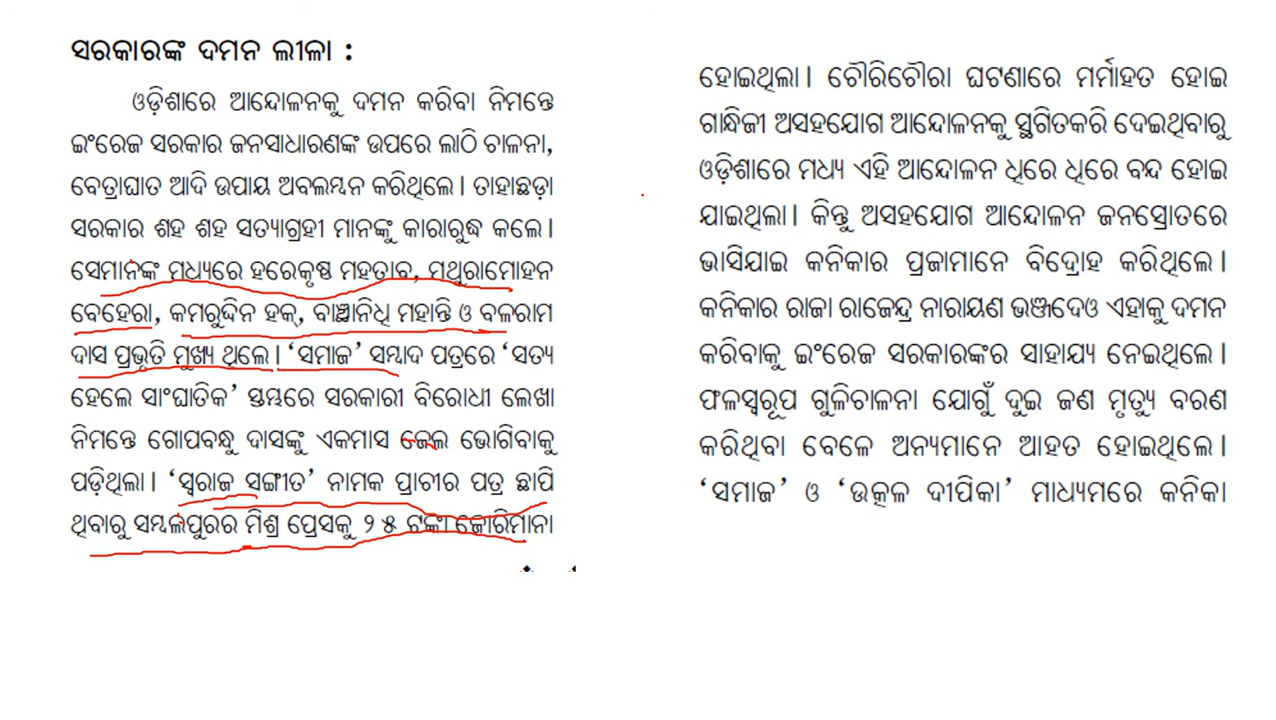 ସରକାରଙ୍କ ଦମନ ଲୀଳା :
ଓଡ଼ିଶାରେ ଆନ୍ଦୋଳନକୁ ଦମନ କରିବା ନିମନ୍ତେ
ଇଂରେଜ ସରକାର ଜନସାଧାରଣଙ୍କ ଉପରେ ଲାଠି ଚାଳନା,
ବେତ୍ରାଘାତ ଆଦି ଉପାୟ ଅବଲମ୍ବନ କରିଥିଲେ। ତାହାଛଡ଼ା
ସରକାର ଶହ ଶହ ସତ୍ୟାଗ୍ରହୀ ମାନଙ୍କୁ କାରାରୁଦ୍ଧ କଲେ।
ସେମାନଙ୍କ ମଧ୍ୟରେ ହରେକୃଷ୍ଣ ମହତାବ, ମଥୁରାମୋହନ
ବେହେରା, କମରୁଦ୍ଦିନ ହକ୍, ବାଞ୍ଛାନିଧି ମହାନ୍ତି ଓ ବଳରାମ
ଦାସ ପ୍ରଭୃତି ମୁଖ୍ୟ ଥିଲେ। ‘ସମାଜ’ ସମ୍ବାଦ ପତ୍ରରେ ‘ସତ୍ୟ
ହେଲେ ସାଂଘାତିକ’ ସ୍ତମ୍ଭରେ ସରକାରୀ ବିରୋଧୀ ଲେଖା
ନିମନ୍ତେ ଗୋପବନ୍ଧୁ ଦାସଙ୍କୁ ଏକମାସ ଜେଲ ଭୋଗିବାକୁ
ପଡ଼ିଥିଲା। ‘ସ୍ୱରାଜ ସଙ୍ଗୀତ’ ନାମକ ପ୍ରାଚୀର ପତ୍ର ଛାପି
ଥିବାରୁ ସମ୍ବଲପୁରର ମିଶ୍ର ପ୍ରେସକୁ ୨୫ ଟଙ୍କା ଜୋରିମାନା
ହୋଇଥିଲା। ଚୌରିଚୌରା ଘଟଣାରେ ମର୍ମାହତ ହୋଇ
ଗାନ୍ଧିଜୀ ଅସହଯୋଗ ଆନ୍ଦୋଳନକୁ ସ୍ଥଗିତକରି ଦେଇଥିବାରୁ
ଓଡ଼ିଶାରେ ମଧ୍ୟ ଏହି ଆନ୍ଦୋଳନ ଧିରେ ଧିରେ ବନ୍ଦ ହୋଇ
ଯାଇଥିଲା। କିନ୍ତୁ ଅସହଯୋଗ ଆନ୍ଦୋଳନ ଜନସ୍ରୋତରେ
ଭାସିଯାଇ କନିକାର ପ୍ରଜାମାନେ ବିଦ୍ରୋହ କରିଥିଲେ।
କନିକାର ରାଜା ରାଜେନ୍ଦ୍ର ନାରାୟଣ ଭଞ୍ଜଦେଓ ଏହାକୁ ଦମନ
କରିବାକୁ ଇଂରେଜ ସରକାରଙ୍କର ସାହାଯ୍ୟ ନେଇଥିଲେ।
ଫଳସ୍ୱରୂପ ଗୁଳିଚାଳନା ଯୋଗୁଁ ଦୁଇ ଜଣ ମୃତ୍ୟୁ ବରଣ
କରିଥିବା ବେଳେ ଅନ୍ୟମାନେ ଆହତ ହୋଇଥିଲେ।
‘ସମାଜ’ ଓ ‘ଉତ୍କଳ ଦୀପିକା’ ମାଧ୍ୟମରେ କନିକା